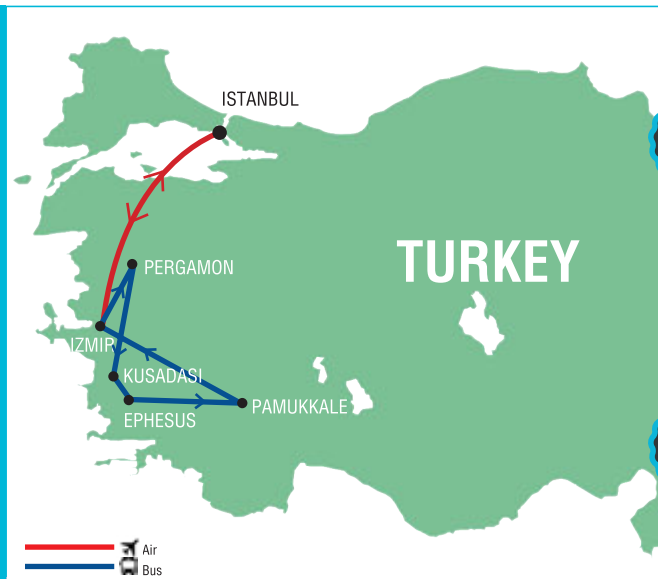 ISTANBUL
TURKEY
PERGAMON
IZMIR
KUSADASI
PAMUKKALE
EPHESUS
Air
Bus